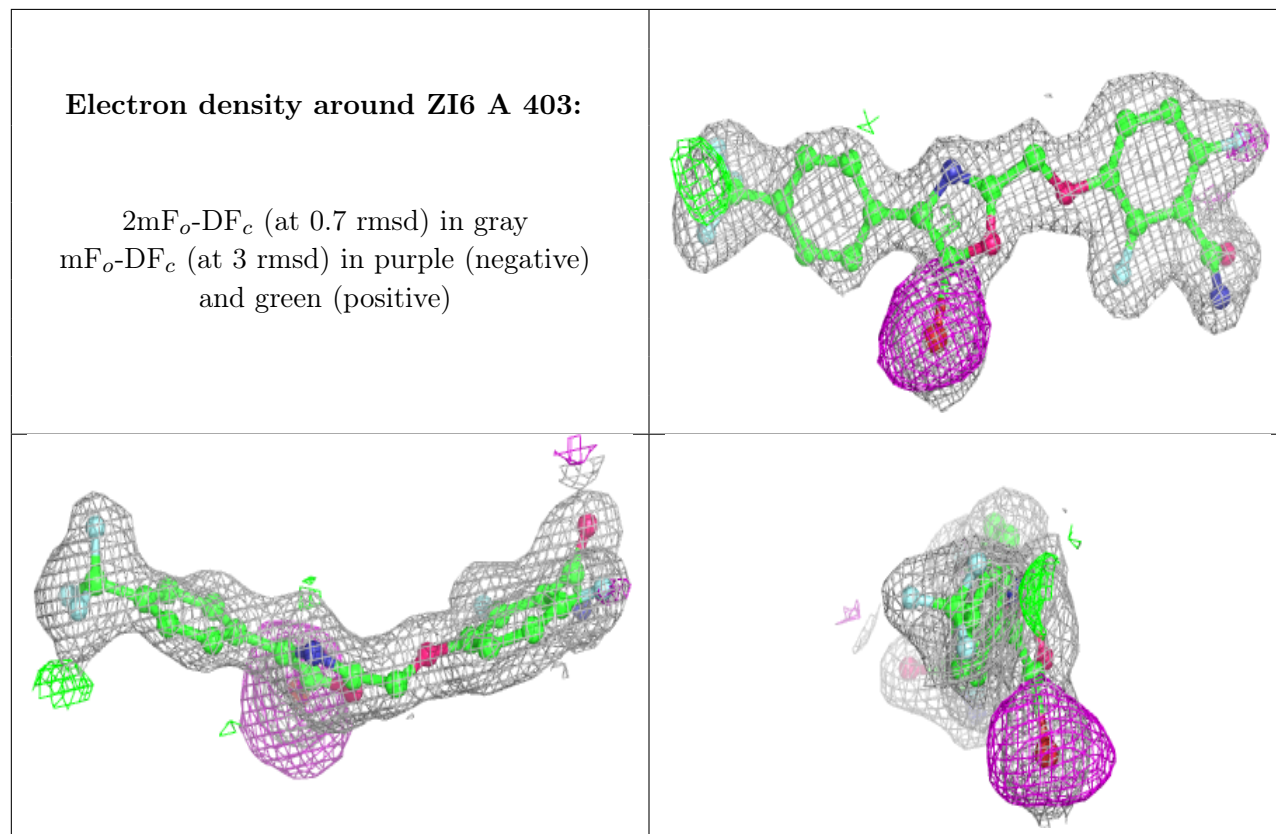 Electron density around ZI6 A 403:
2mFo-DFc (at 0.7 rmsd) in gray
mFo-DFc (at 3 rmsd) in purple (negative)
and green (positive)